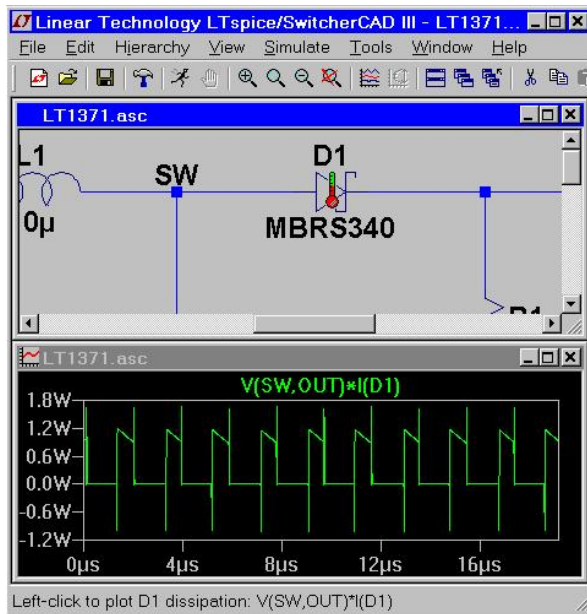 Linear Technology LTspice/SwitcherCAD III - LT1371...
File Edit Hierarchy View Simulate Tools Window Help
LT1371.asc
L1
SW
D1
0µ
MBRS340
LT1371.asc
V(SW,OUT)*I(D1)
1.8W
1.2W
0.6W
0.0W
-0.6W
-1.2W
0µs 4µs 8µs 12µs 16µs
Left-click to plot D1 dissipation: V(SW,OUT)*I(D1)